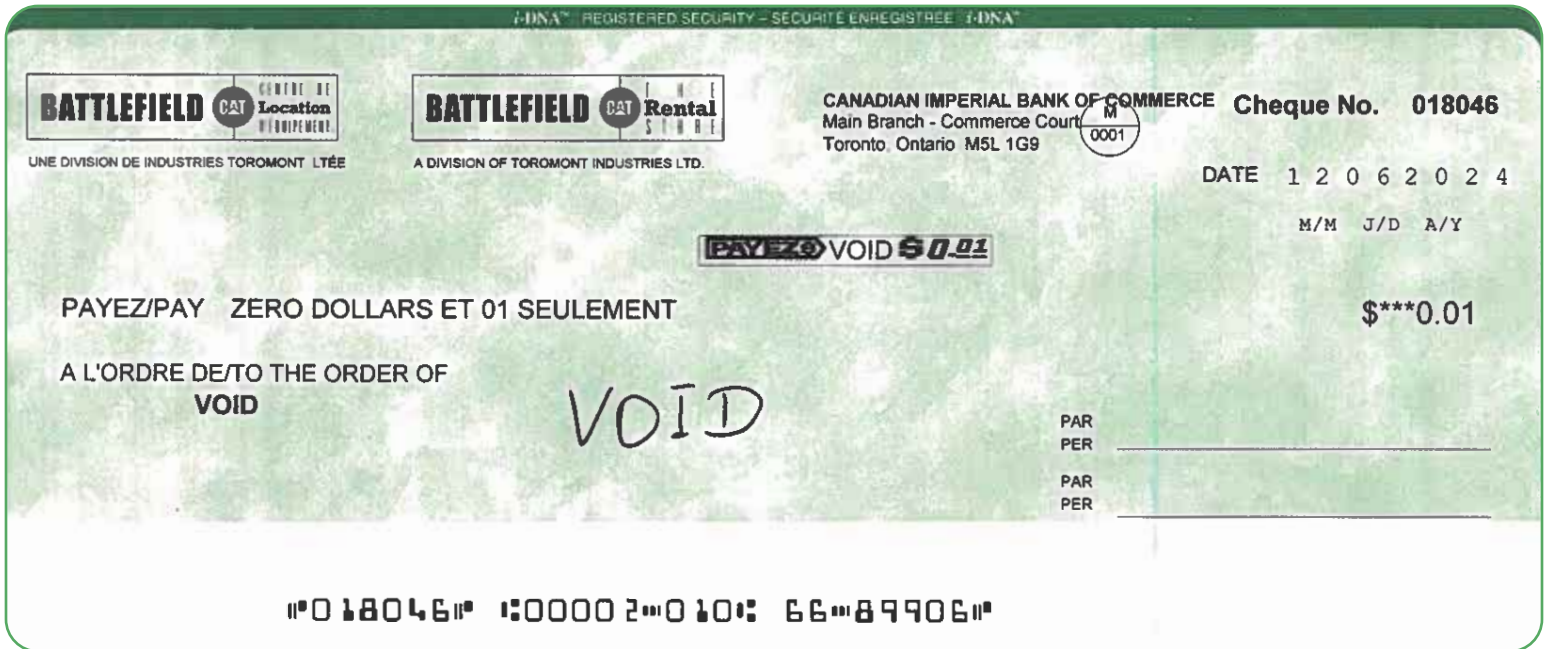 i-DNA™ REGISTERED SECURITY – SÉCURITÉ ENREGISTRÉE i-DNA™
BATTLEFIELD CAT CENTRE DE Location D'ÉQUIPEMENT
UNE DIVISION DE INDUSTRIES TOROMONT LTÉE
BATTLEFIELD CAT THE Rental STORE
A DIVISION OF TOROMONT INDUSTRIES LTD.
CANADIAN IMPERIAL BANK OF COMMERCE
Main Branch - Commerce Court
Toronto, Ontario M5L 1G9
M
0001
Cheque No. 018046
DATE 1 2 0 6 2 0 2 4
M/M J/D A/Y
PAYEZ VOID $ 0.01
PAYEZ/PAY ZERO DOLLARS ET 01 SEULEMENT
$***0.01
A L'ORDRE DE/TO THE ORDER OF
VOID
VOID
PAR
PER
PAR
PER
⑈018046⑈ ⑆00002⑉010⑆ 66⑉89906⑈